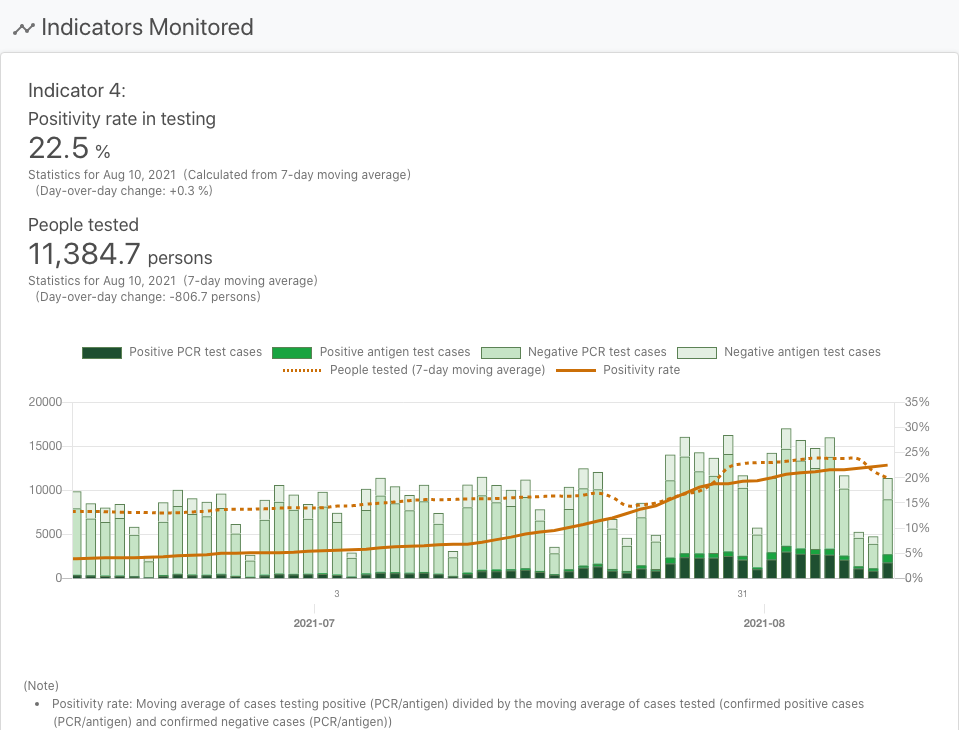 Indicators Monitored
Indicator 4:
Positivity rate in testing
22.5 %
Statistics for Aug 10, 2021 (Calculated from 7-day moving average)
(Day-over-day change: +0.3 %)
People tested
11,384.7 persons
Statistics for Aug 10, 2021 (7-day moving average)
(Day-over-day change: -806.7 persons)
Positive PCR test cases Positive antigen test cases Negative PCR test cases Negative antigen test cases
People tested (7-day moving average) Positivity rate
20000 35%
30%
15000 25%
10000 20%
15%
5000 10%
5%
0 0%
3 31
2021-07 2021-08
(Note)
• Positivity rate: Moving average of cases testing positive (PCR/antigen) divided by the moving average of cases tested (confirmed positive cases
(PCR/antigen) and confirmed negative cases (PCR/antigen))